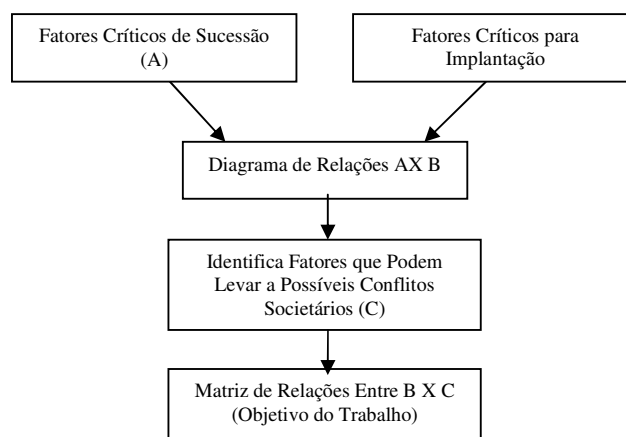 Fatores Críticos de Sucessão
(A)
Fatores Críticos para
Implantação
Diagrama de Relações AX B
Identifica Fatores que Podem
Levar a Possíveis Conflitos
Societários (C)
Matriz de Relações Entre B X C
(Objetivo do Trabalho)